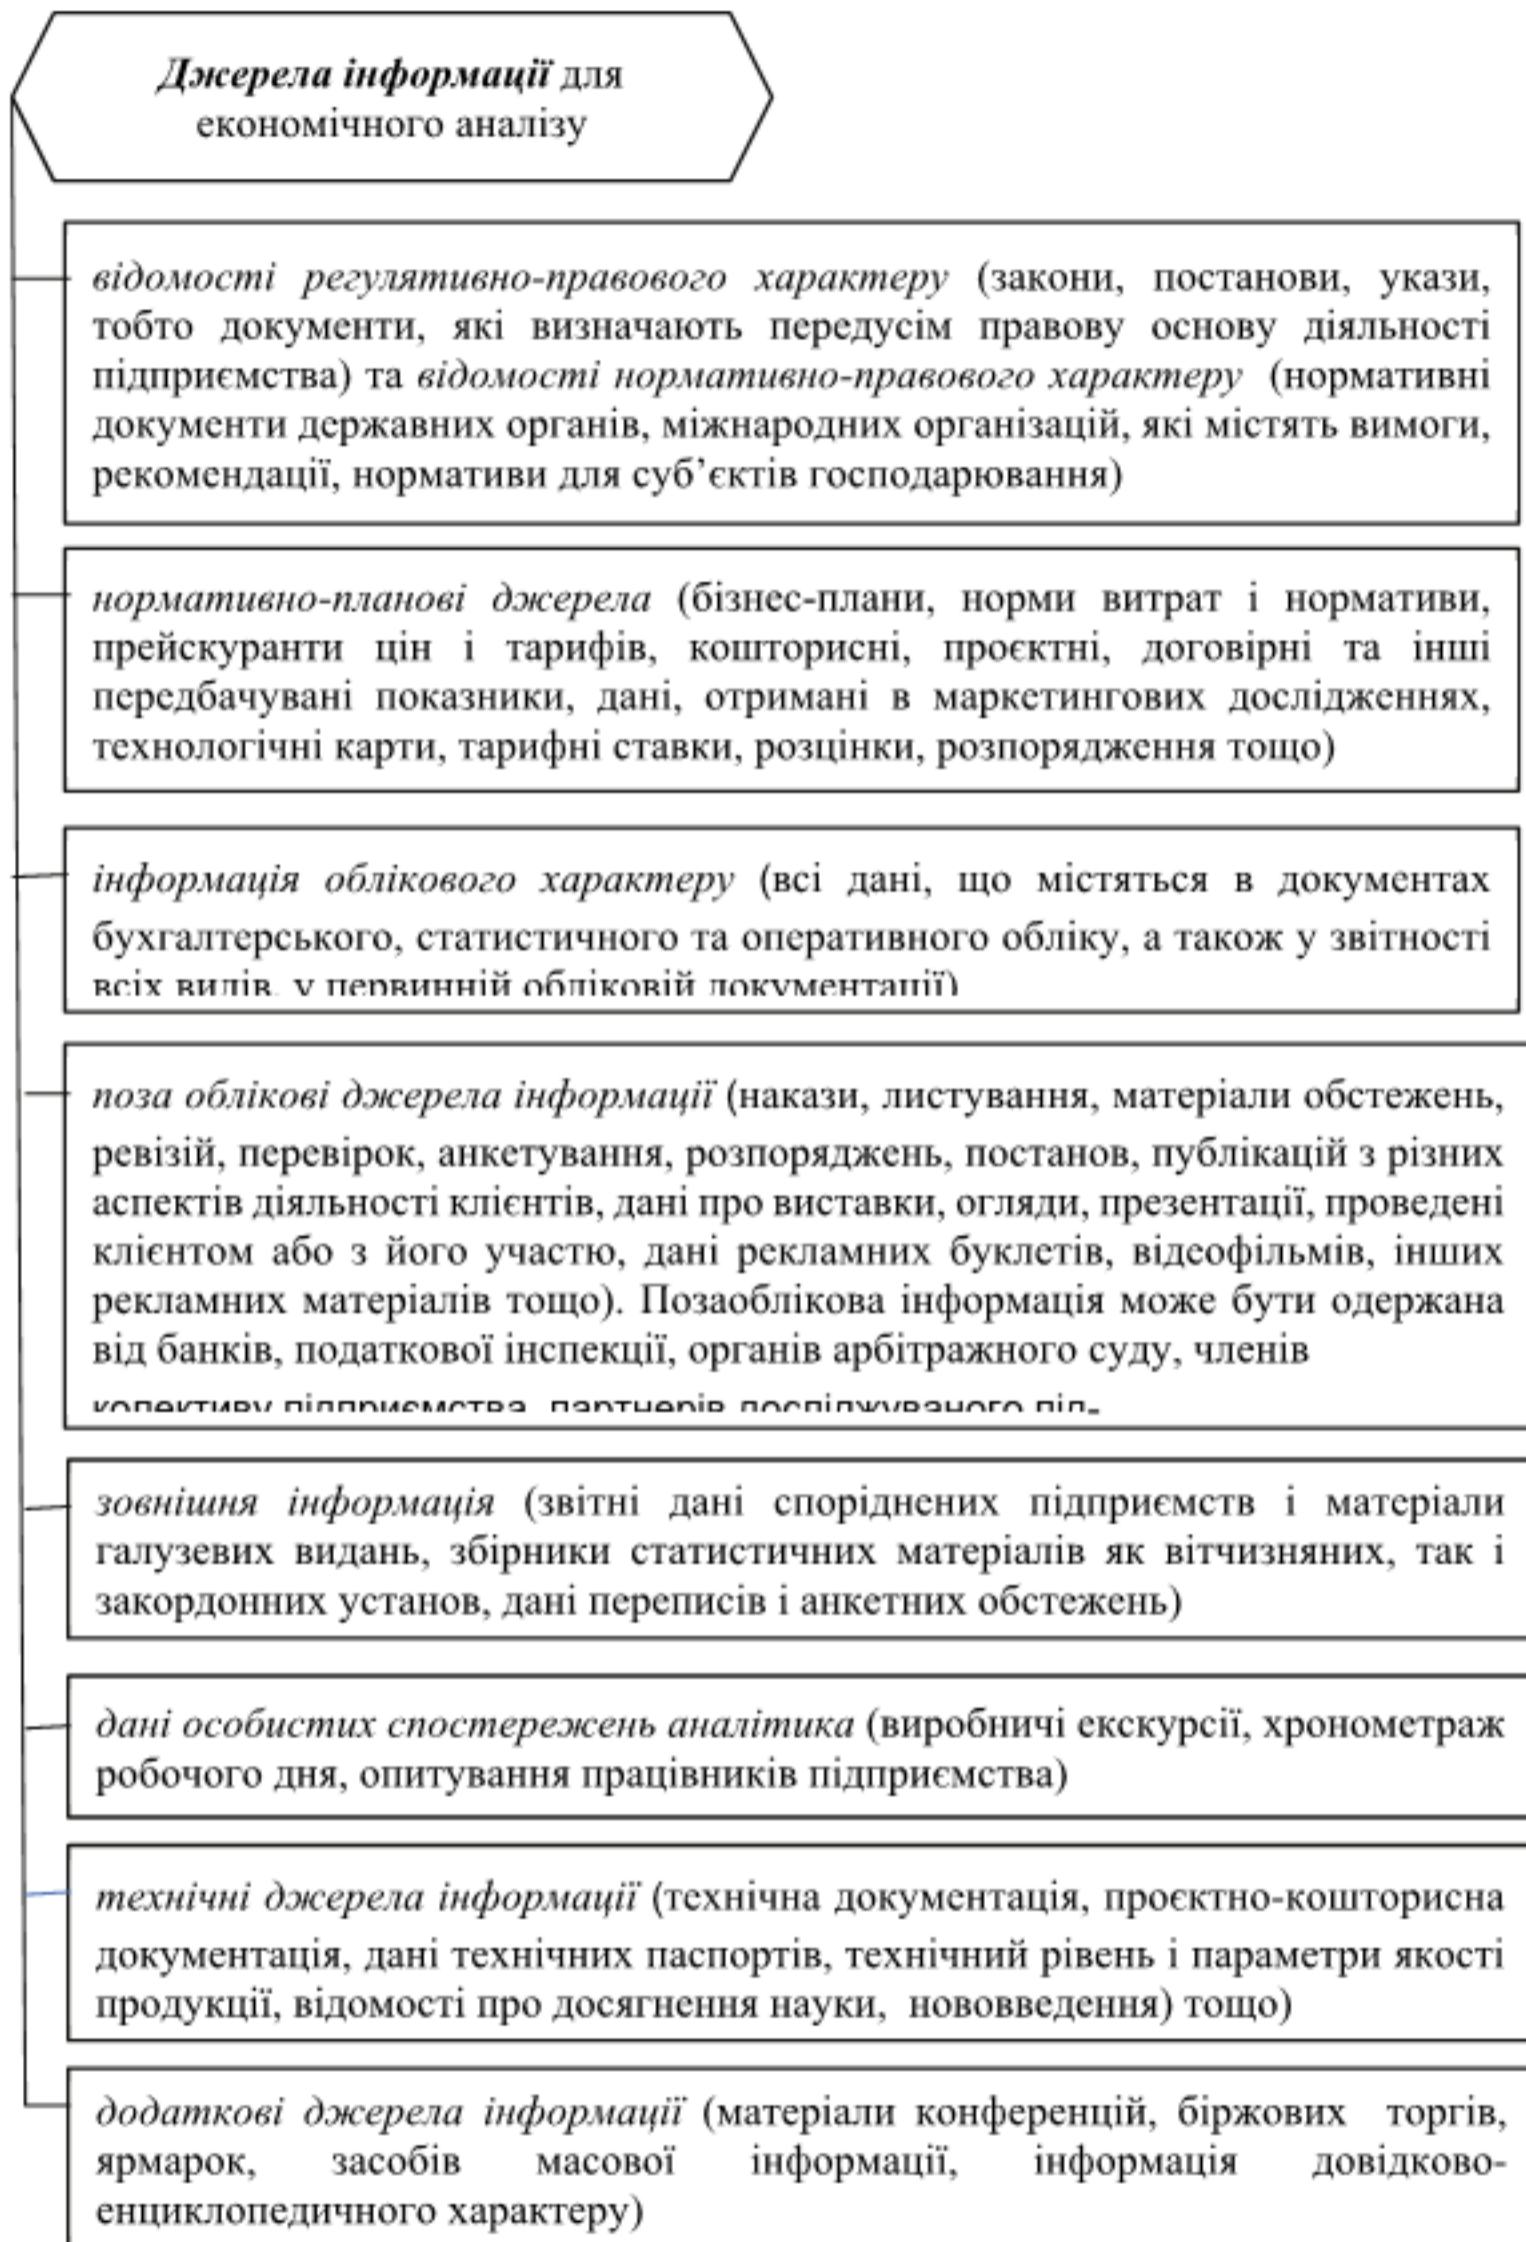 Джерела інформації для
економічного аналізу
відомості регулятивно-правового характеру (закони, постанови, укази,
тобто документи, які визначають передусім правову основу діяльності
підприємства) та відомості нормативно-правового характеру (нормативні
документи державних органів, міжнародних організацій, які містять вимоги,
рекомендації, нормативи для суб’єктів господарювання)
нормативно-планові джерела (бізнес-плани, норми витрат і нормативи,
прейскуранти цін і тарифів, кошторисні, проєктні, договірні та інші
передбачувані показники, дані, отримані в маркетингових дослідженнях,
технологічні карти, тарифні ставки, розцінки, розпорядження тощо)
інформація облікового характеру (всі дані, що містяться в документах
бухгалтерського, статистичного та оперативного обліку, а також у звітності
всіх видів, у первинній обліковій документації)
поза облікові джерела інформації (накази, листування, матеріали обстежень,
ревізій, перевірок, анкетування, розпоряджень, постанов, публікацій з різних
аспектів діяльності клієнтів, дані про виставки, огляди, презентації, проведені
клієнтом або з його участю, дані рекламних буклетів, відеофільмів, інших
рекламних матеріалів тощо). Позаоблікова інформація може бути одержана
від банків, податкової інспекції, органів арбітражного суду, членів
колективу підприємства, партнерів досліджуваного під-
зовнішня інформація (звітні дані споріднених підприємств і матеріали
галузевих видань, збірники статистичних матеріалів як вітчизняних, так і
закордонних установ, дані переписів і анкетних обстежень)
дані особистих спостережень аналітика (виробничі екскурсії, хронометраж
робочого дня, опитування працівників підприємства)
технічні джерела інформації (технічна документація, проєктно-кошторисна
документація, дані технічних паспортів, технічний рівень і параметри якості
продукції, відомості про досягнення науки, нововведення) тощо)
додаткові джерела інформації (матеріали конференцій, біржових торгів,
ярмарок, засобів масової інформації, інформація довідково-
енциклопедичного характеру)